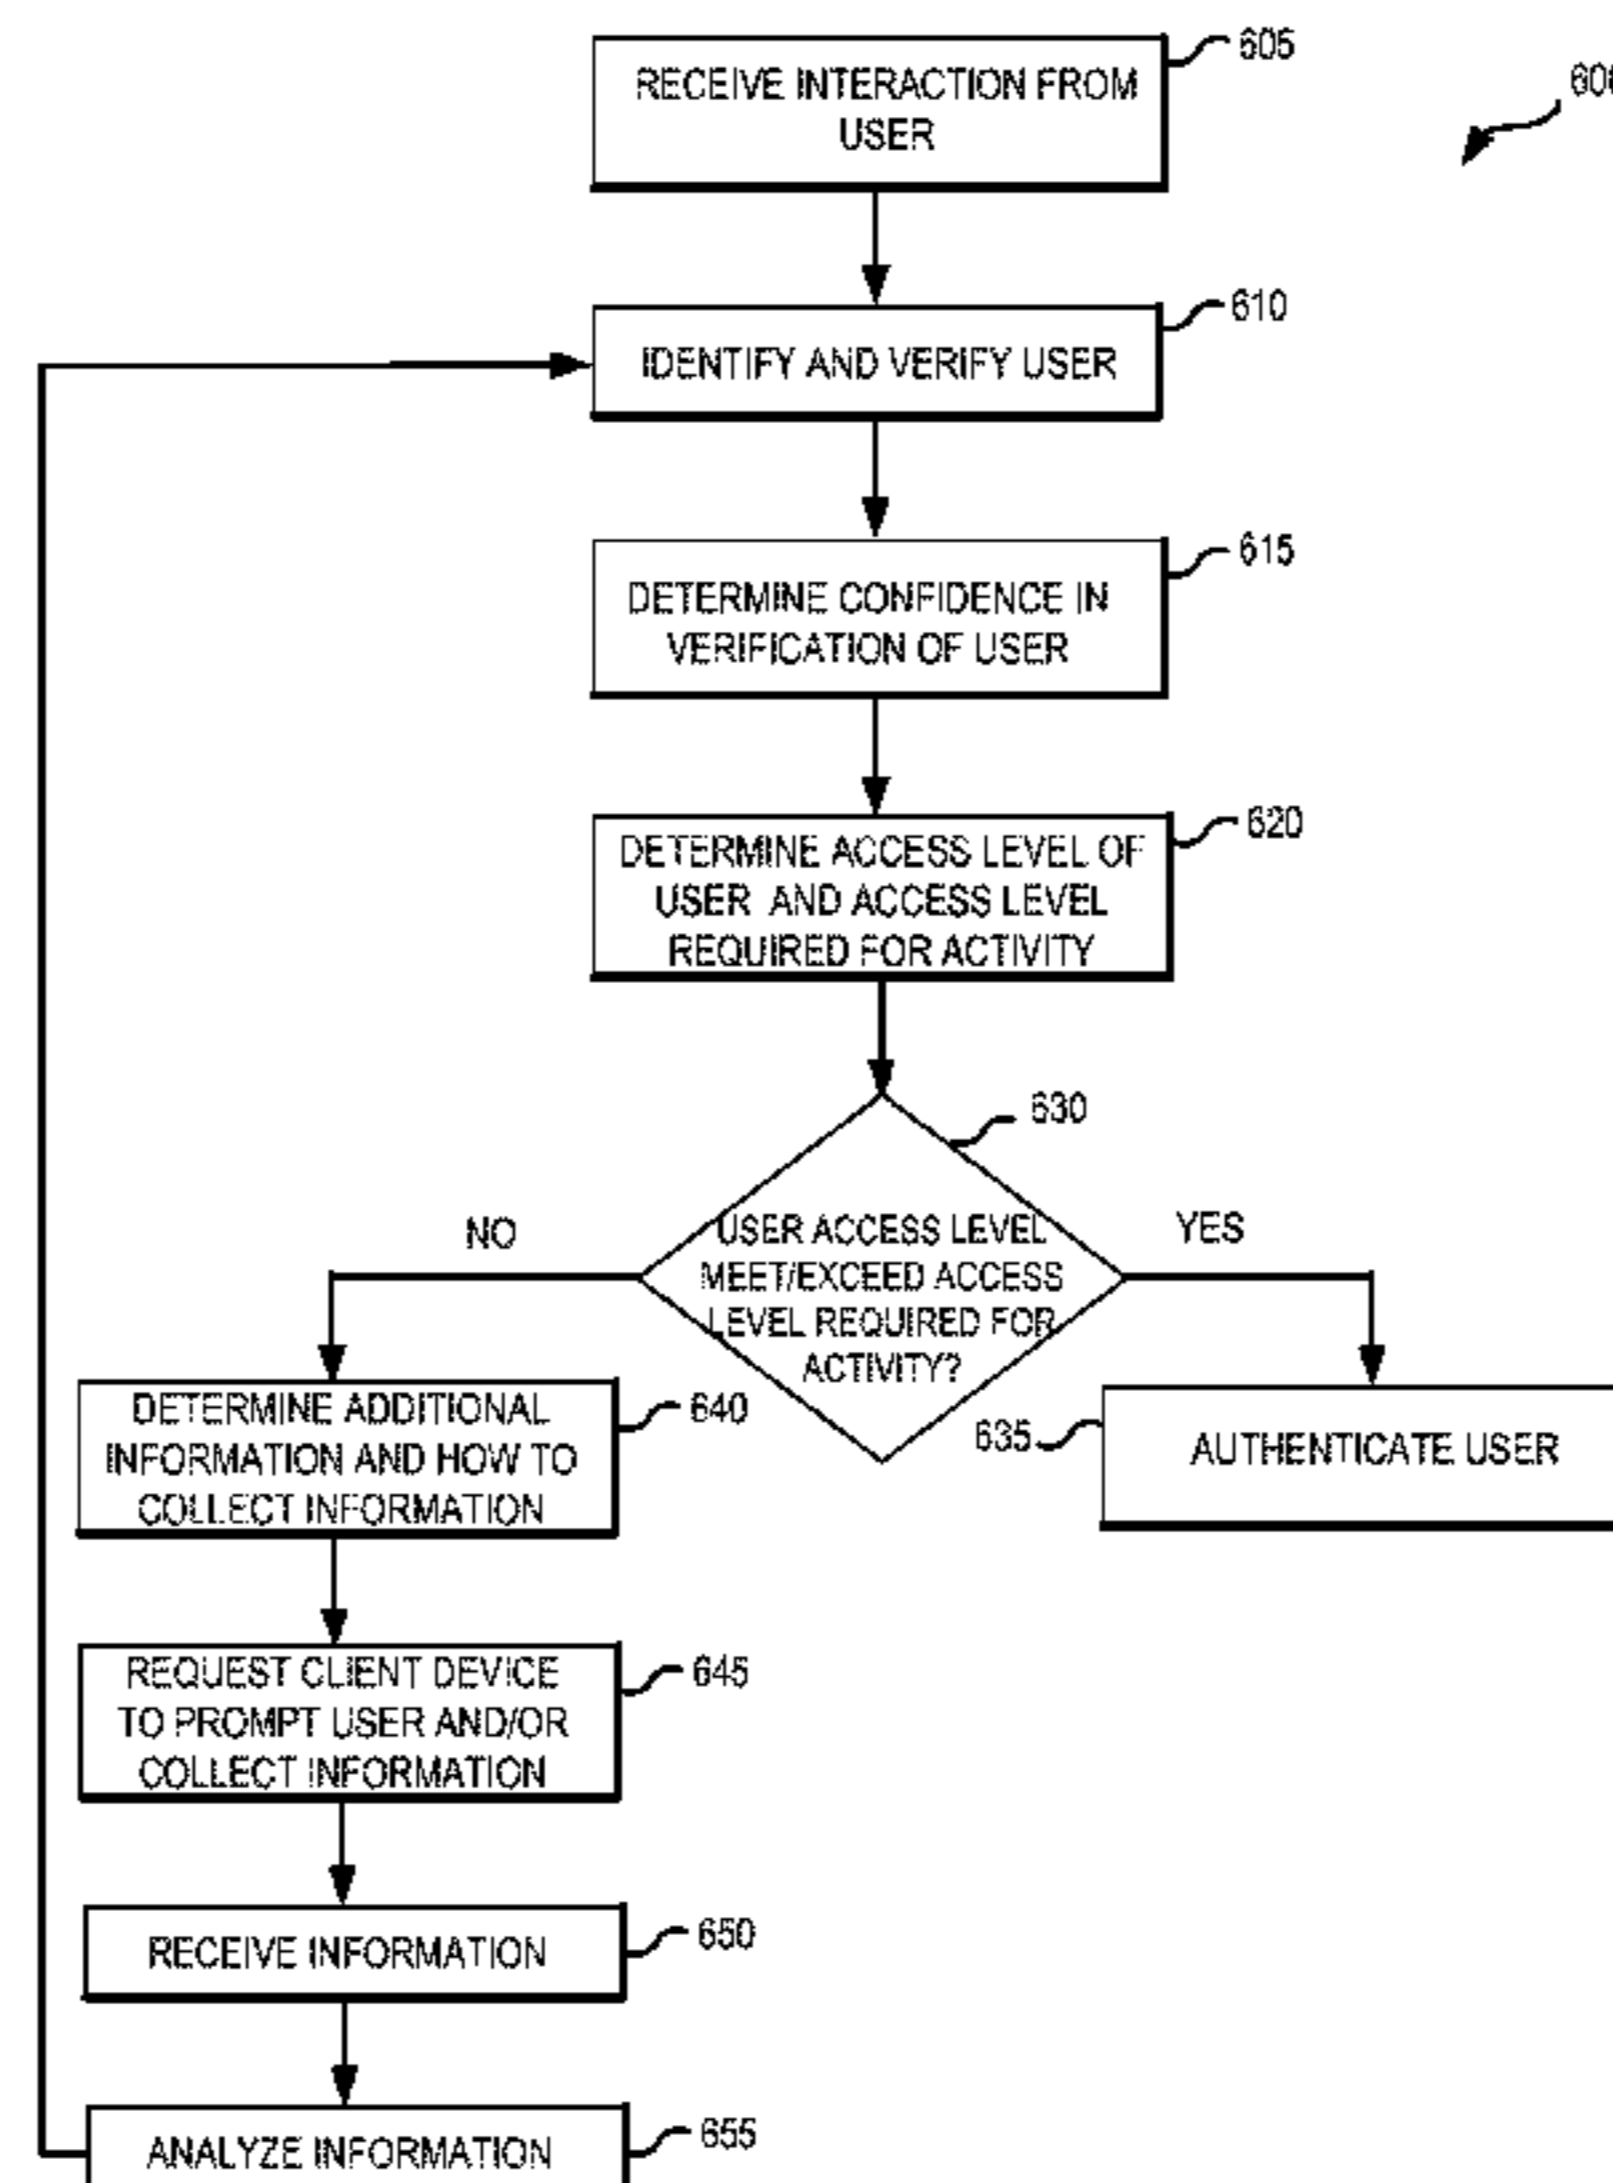 605
600
RECEIVE INTERACTION FROM
USER
610
IDENTIFY AND VERIFY USER
615
DETERMINE CONFIDENCE IN
VERIFICATION OF USER
620
DETERMINE ACCESS LEVEL OF
USER AND ACCESS LEVEL
REQUIRED FOR ACTIVITY
630
NO
YES
USER ACCESS LEVEL
MEET/EXCEED ACCESS
LEVEL REQUIRED FOR
ACTIVITY?
640
DETERMINE ADDITIONAL
INFORMATION AND HOW TO
COLLECT INFORMATION
635
AUTHENTICATE USER
645
REQUEST CLIENT DEVICE
TO PROMPT USER AND/OR
COLLECT INFORMATION
650
RECEIVE INFORMATION
655
ANALYZE INFORMATION